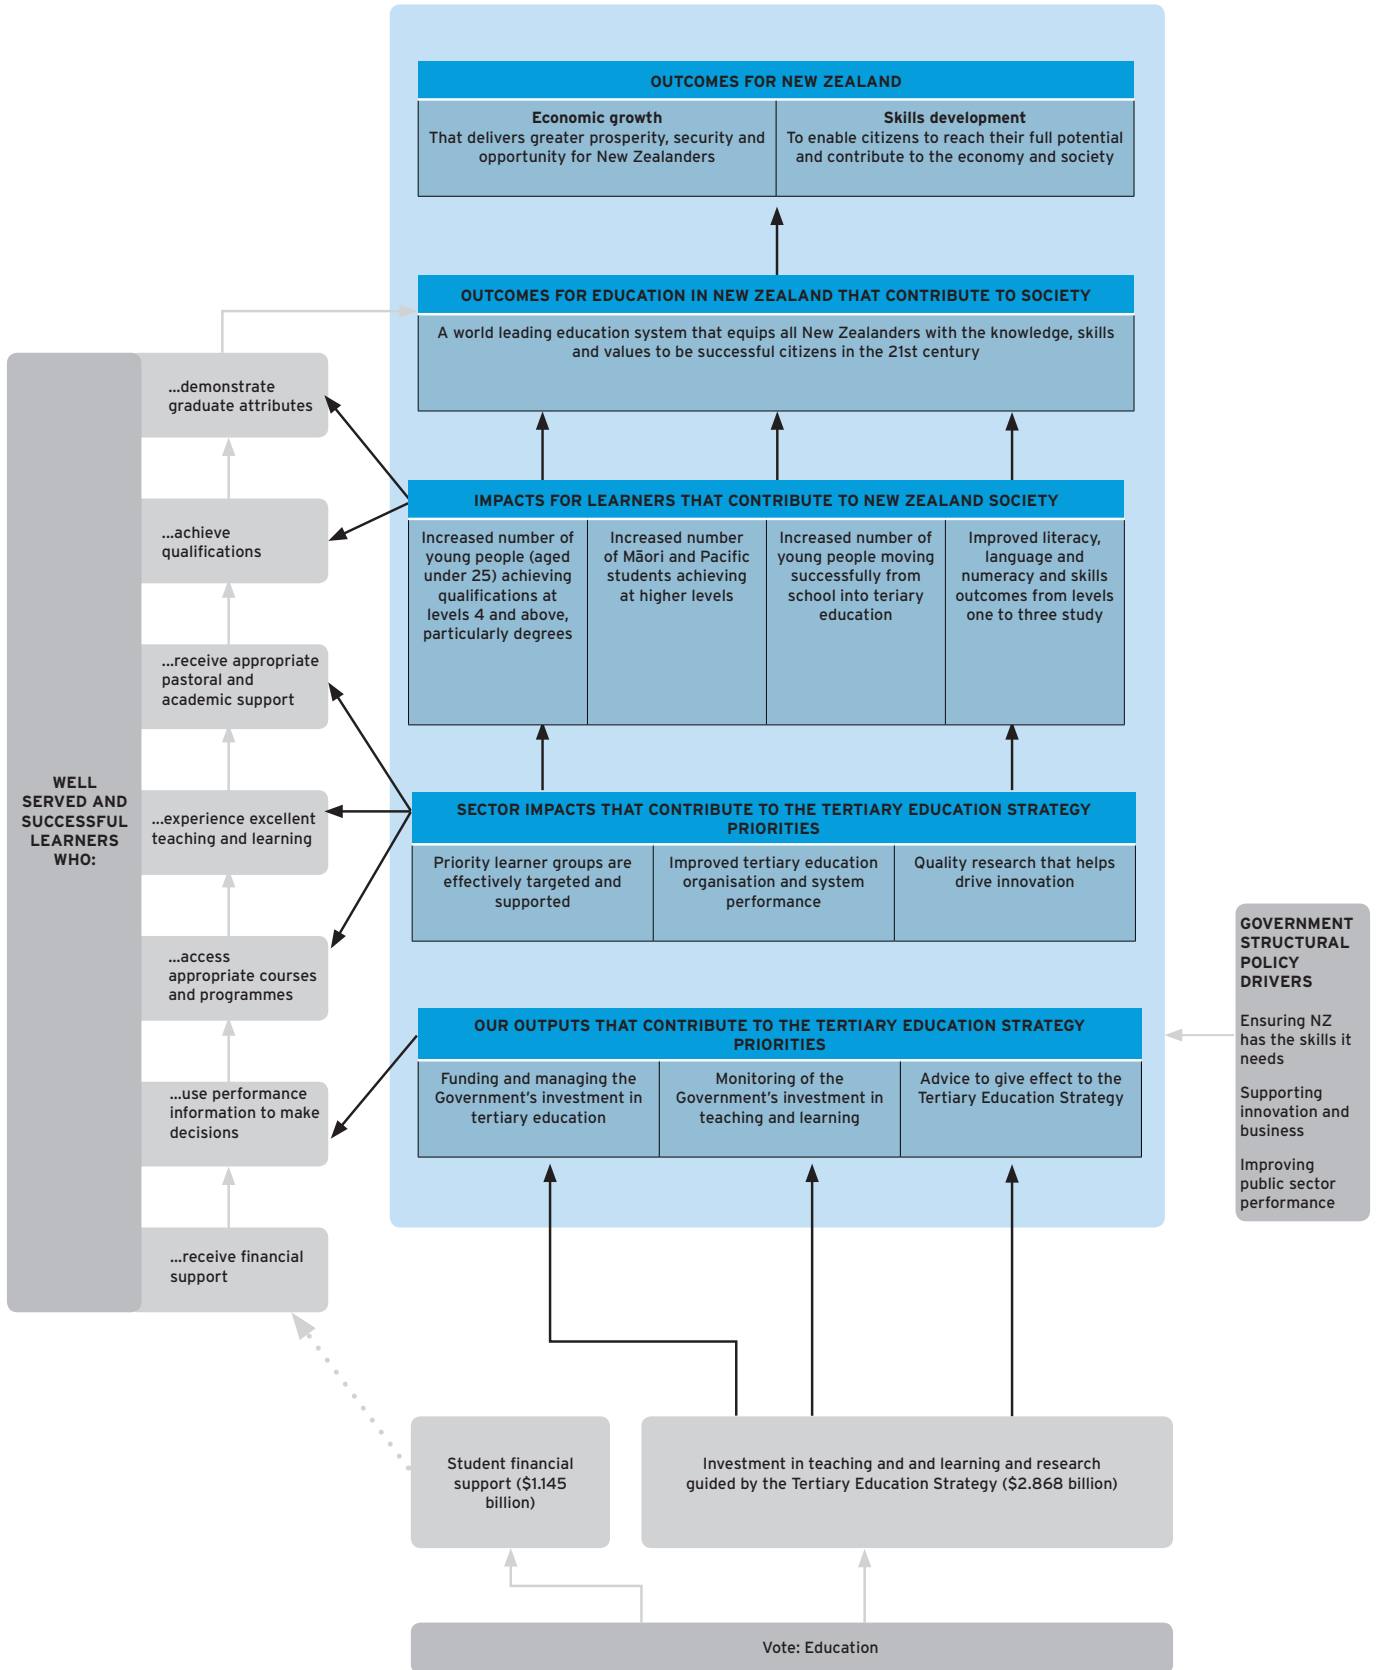 OUTCOMES FOR NEW ZEALAND
Economic growth
That delivers greater prosperity, security and
opportunity for New Zealanders
Skills development
To enable citizens to reach their full potential
and contribute to the economy and society
OUTCOMES FOR EDUCATION IN NEW ZEALAND THAT CONTRIBUTE TO SOCIETY
A world leading education system that equips all New Zealanders with the knowledge, skills
and values to be successful citizens in the 21st century
WELL
SERVED AND
SUCCESSFUL
LEARNERS
WHO:
...demonstrate
graduate attributes
...achieve
qualifications
...receive appropriate
pastoral and
academic support
...experience excellent
teaching and learning
...access
appropriate courses
and programmes
...use performance
information to make
decisions
...receive financial
support
IMPACTS FOR LEARNERS THAT CONTRIBUTE TO NEW ZEALAND SOCIETY
Increased number of
young people (aged
under 25) achieving
qualifications at
levels 4 and above,
particularly degrees
Increased number
of Māori and Pacific
students achieving
at higher levels
Increased number of
young people moving
successfully from
school into teriary
education
Improved literacy,
language and
numeracy and skills
outcomes from levels
one to three study
SECTOR IMPACTS THAT CONTRIBUTE TO THE TERTIARY EDUCATION STRATEGY
PRIORITIES
Priority learner groups are
effectively targeted and
supported
Improved tertiary education
organisation and system
performance
Quality research that helps
drive innovation
OUR OUTPUTS THAT CONTRIBUTE TO THE TERTIARY EDUCATION STRATEGY
PRIORITIES
Funding and managing the
Government's investment in
tertiary education
Monitoring of the
Government's investment in
teaching and learning
Advice to give effect to the
Tertiary Education Strategy
GOVERNMENT
STRUCTURAL
POLICY
DRIVERS
Ensuring NZ
has the skills it
needs
Supporting
innovation and
business
Improving
public sector
performance
Student financial
support ($1.145
billion)
Investment in teaching and and learning and research
guided by the Tertiary Education Strategy ($2.868 billion)
Vote: Education